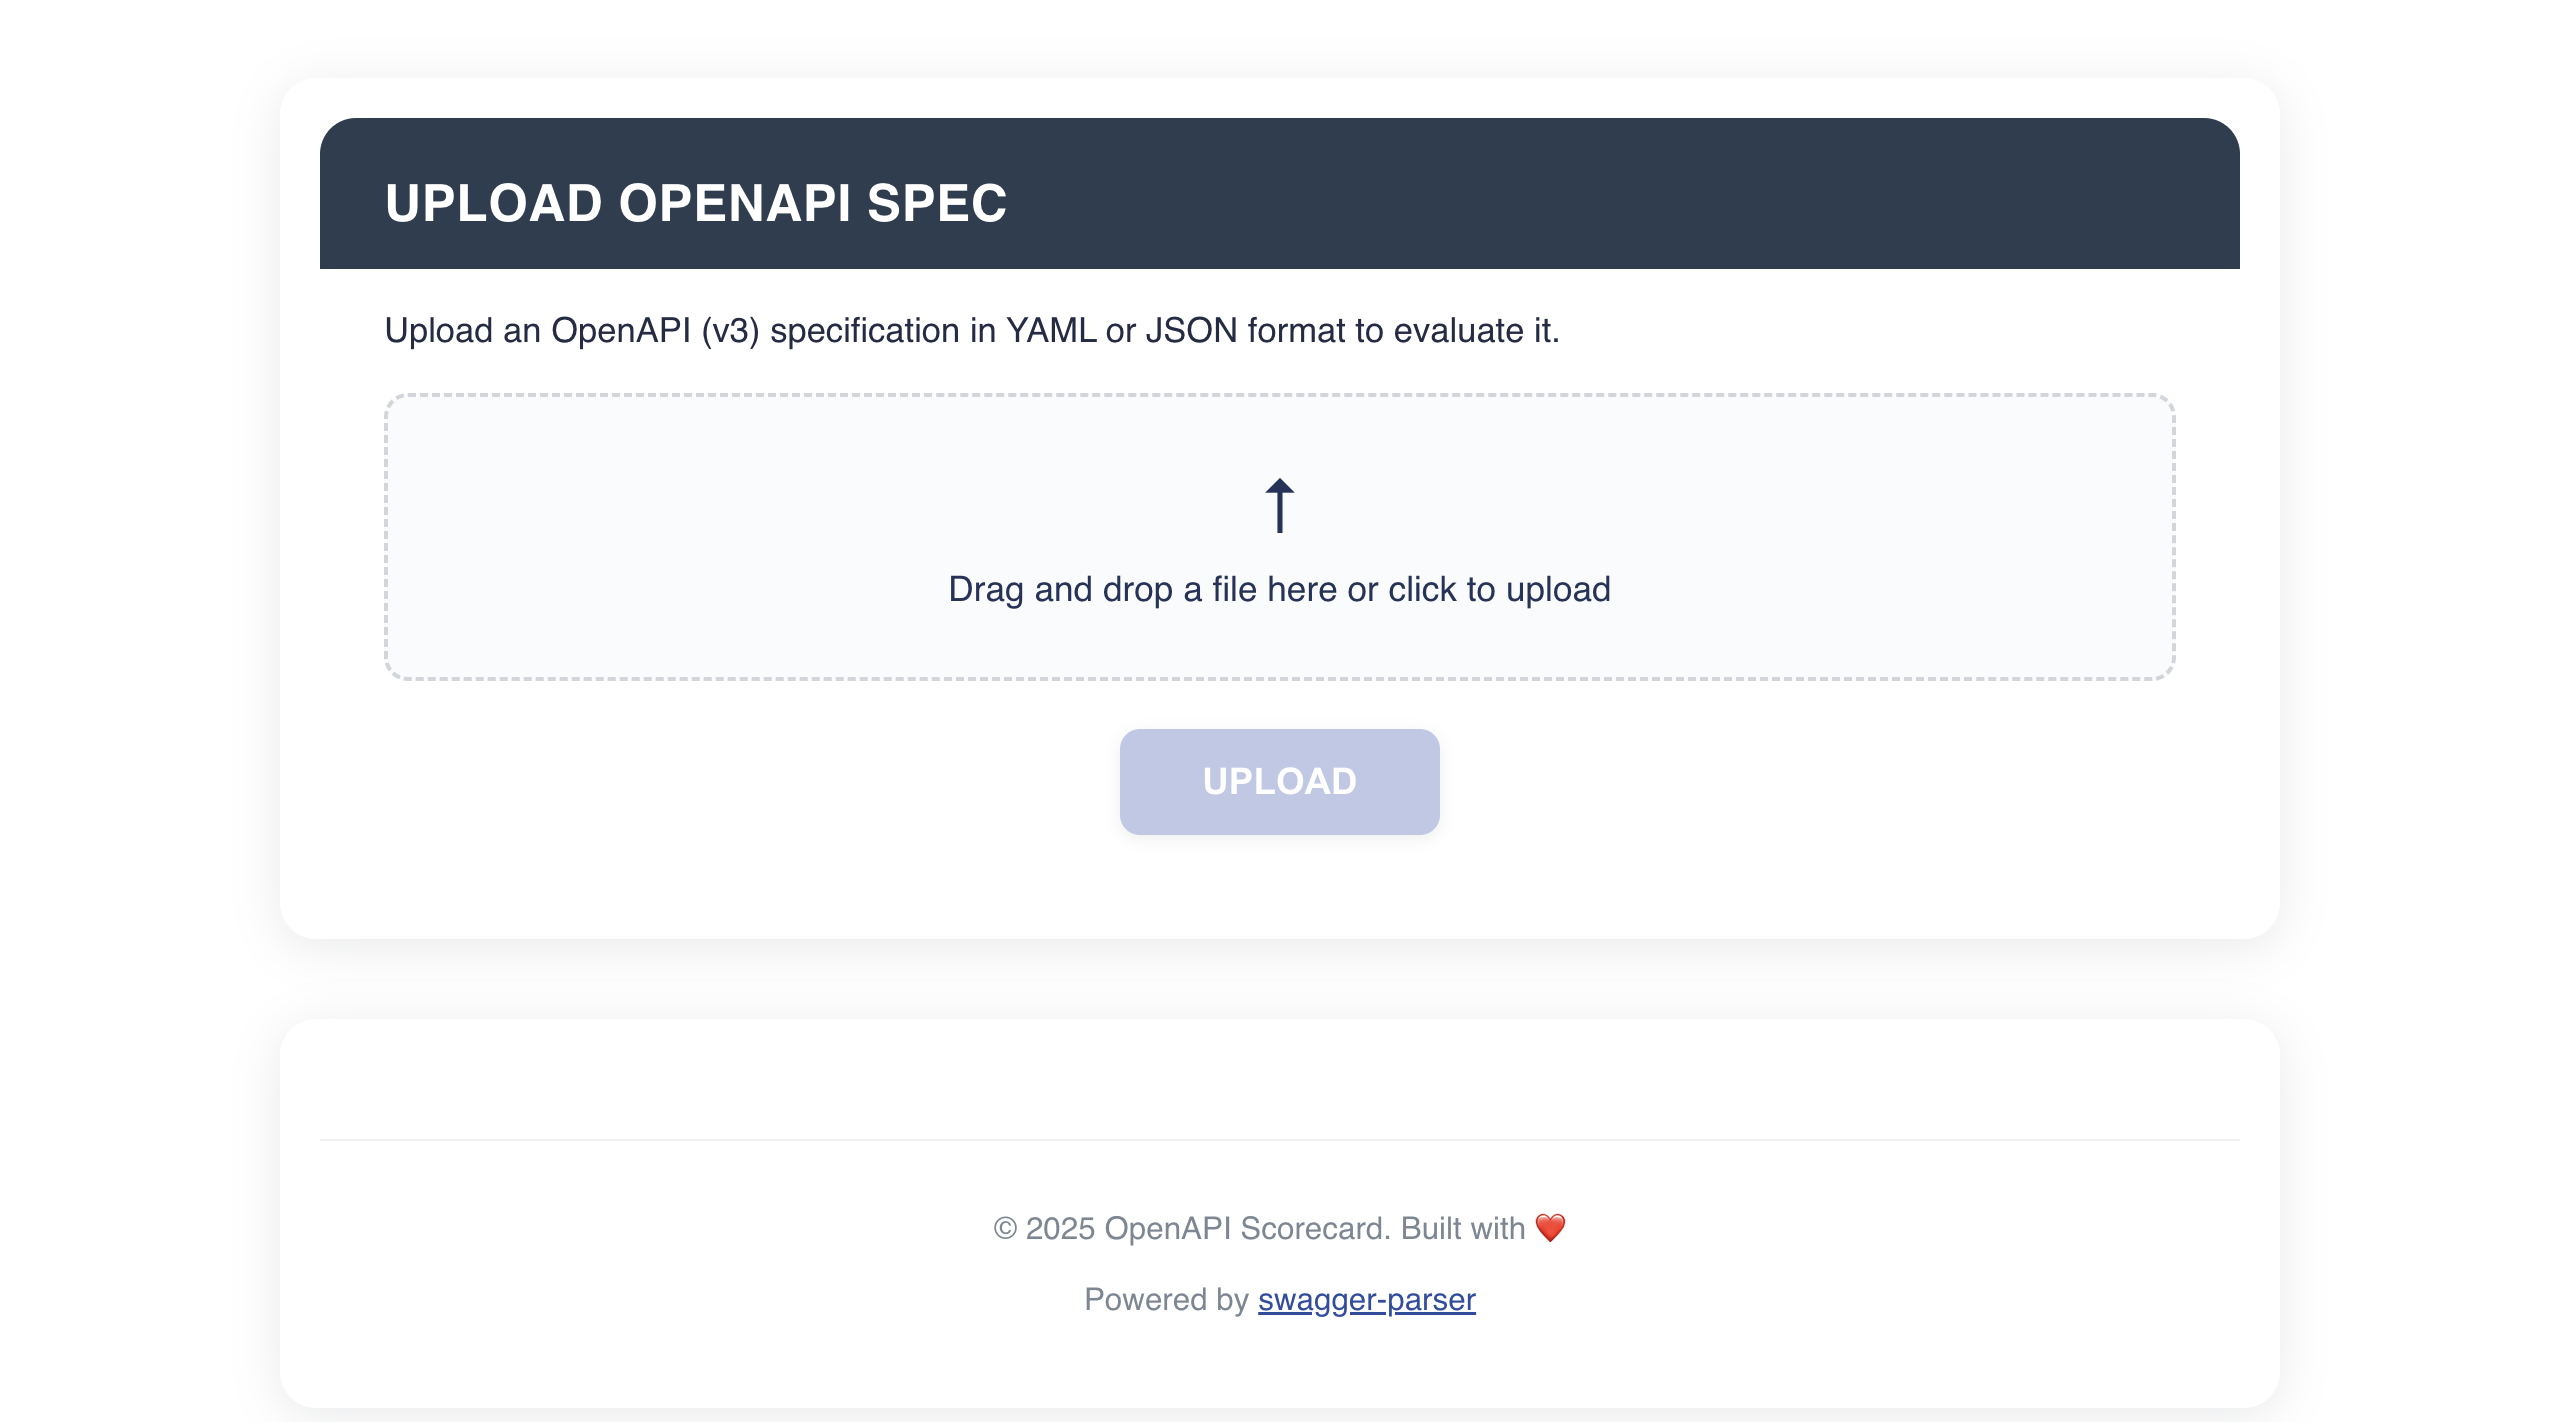 UPLOAD OPENAPI SPEC
Upload an OpenAPI (v3) specification in YAML or JSON format to evaluate it.
Drag and drop a file here or click to upload
UPLOAD
© 2025 OpenAPI Scorecard. Built with ❤️
Powered by swagger-parser